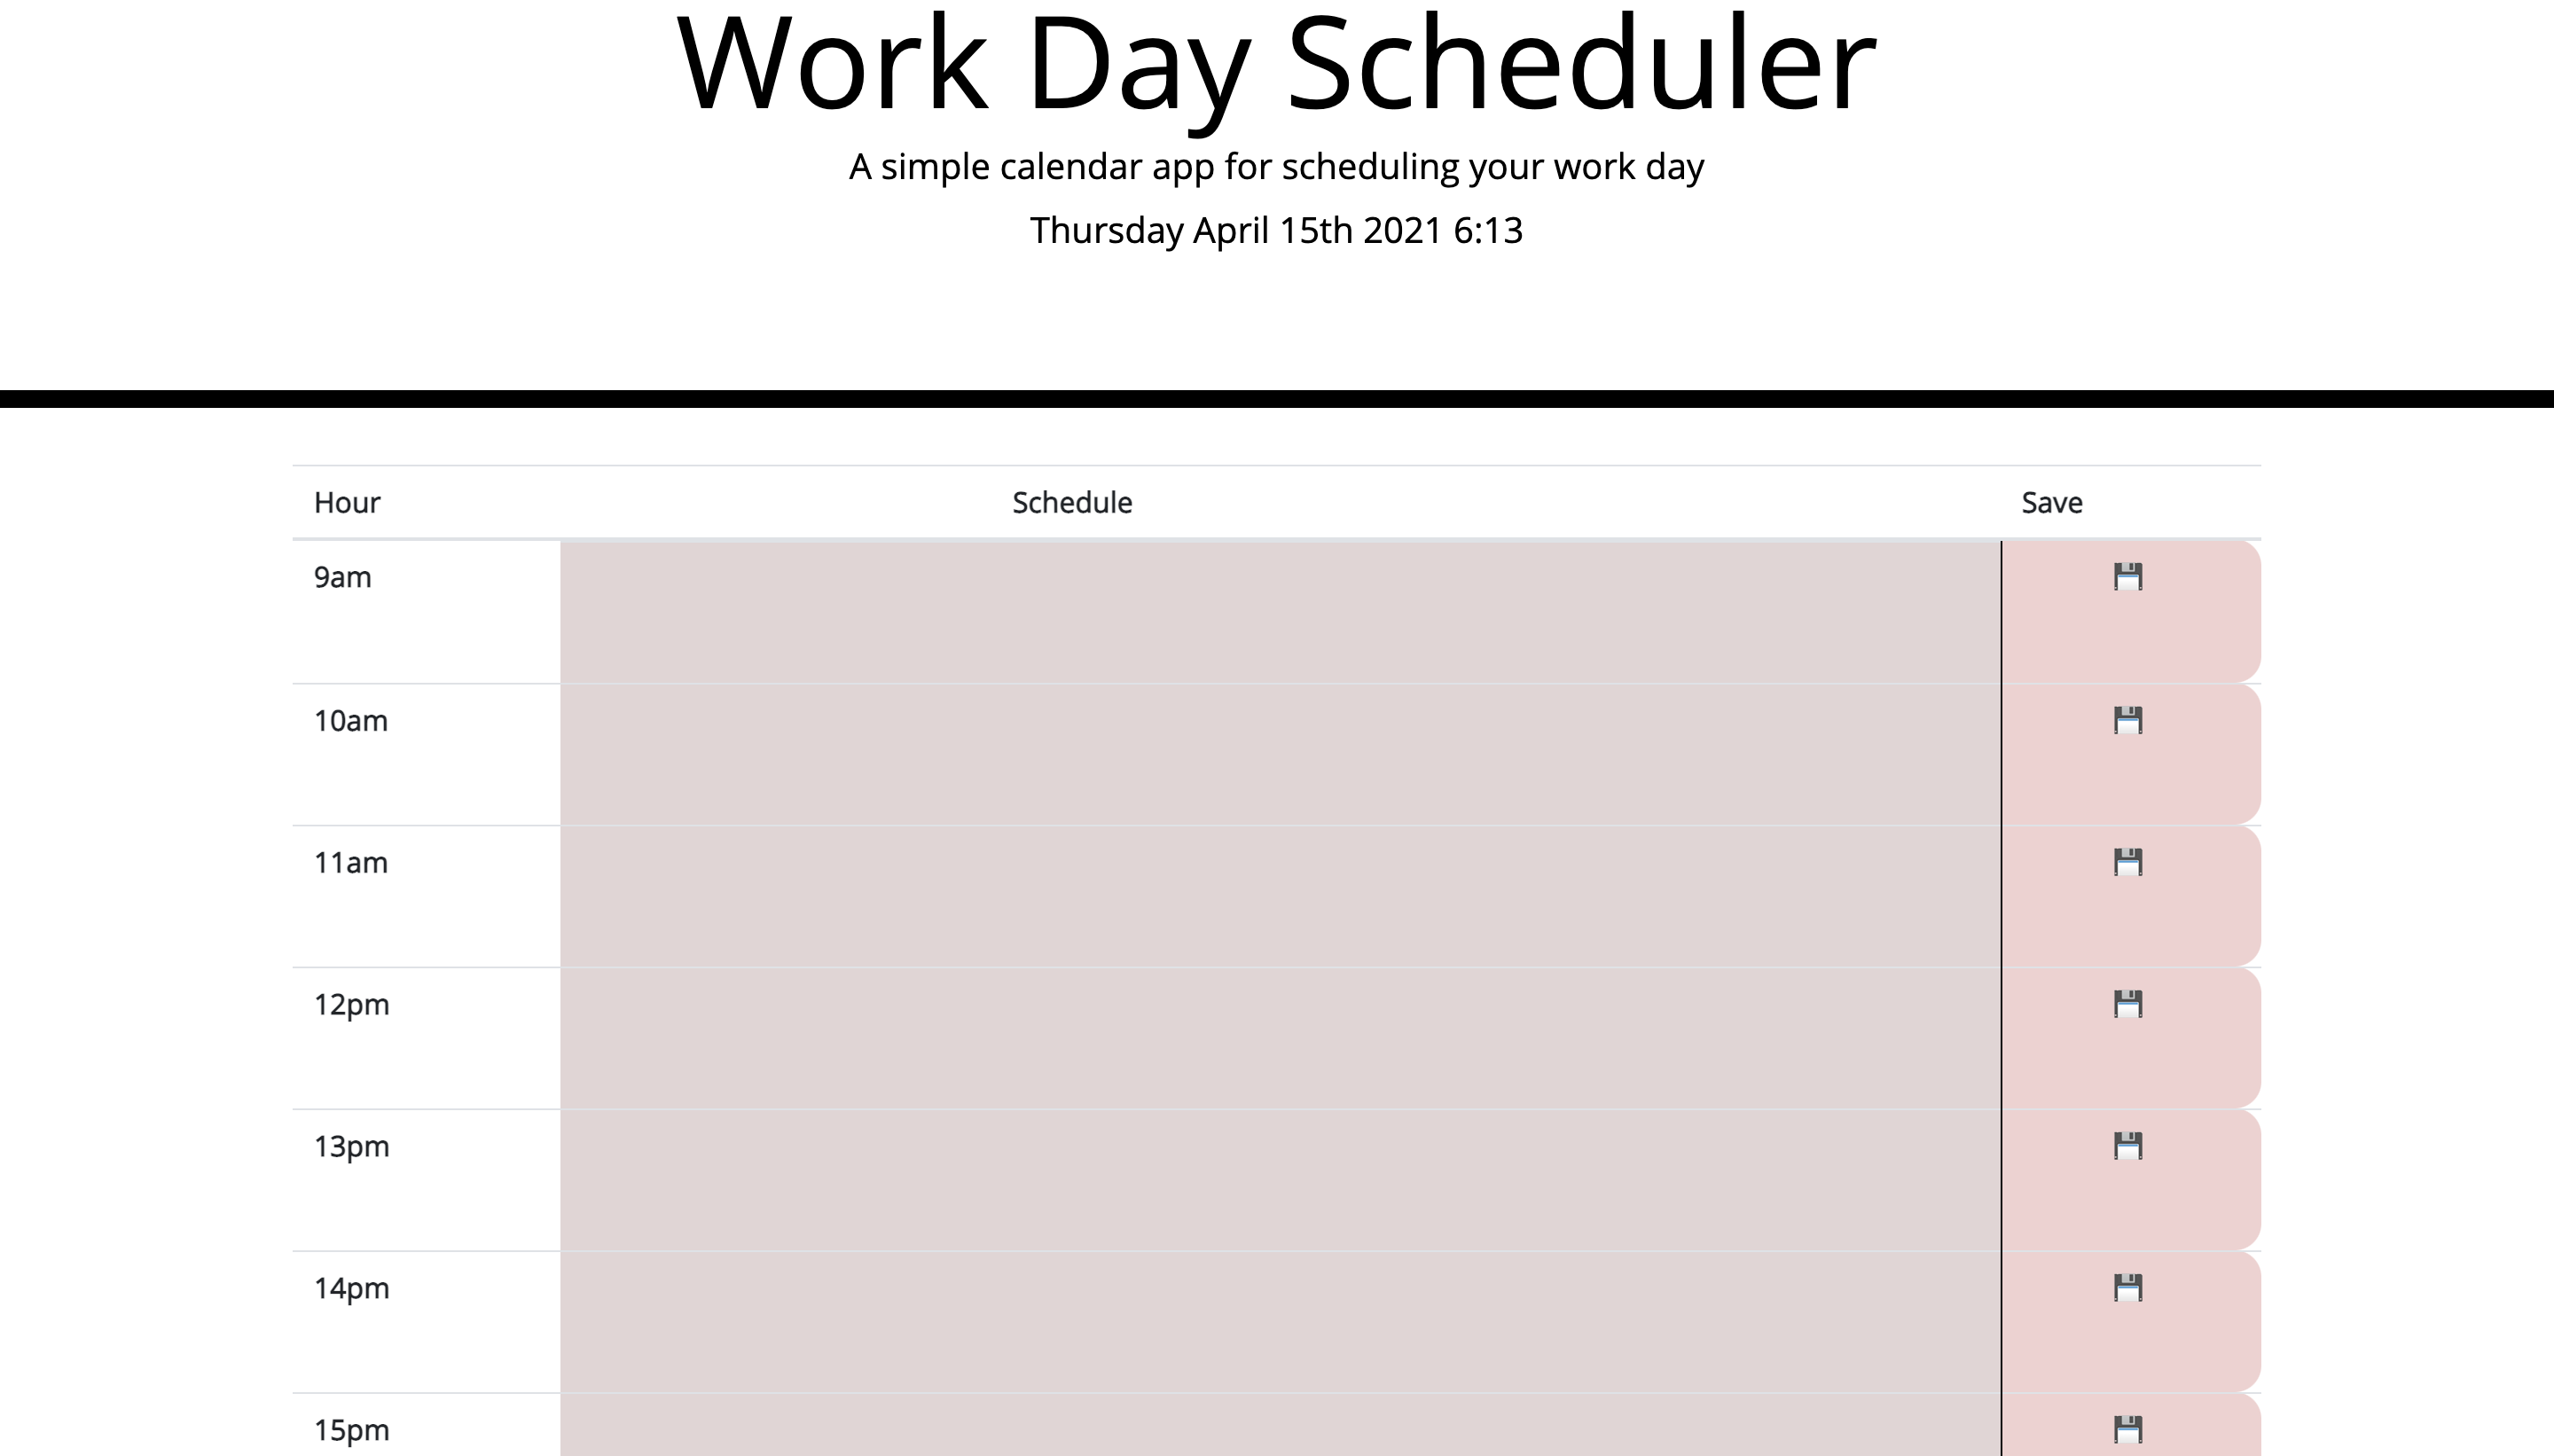 Work Day Scheduler
A simple calendar app for scheduling your work day
Thursday April 15th 2021 6:13
Hour Schedule Save
9am
10am
11am
12pm
13pm
14pm
15pm